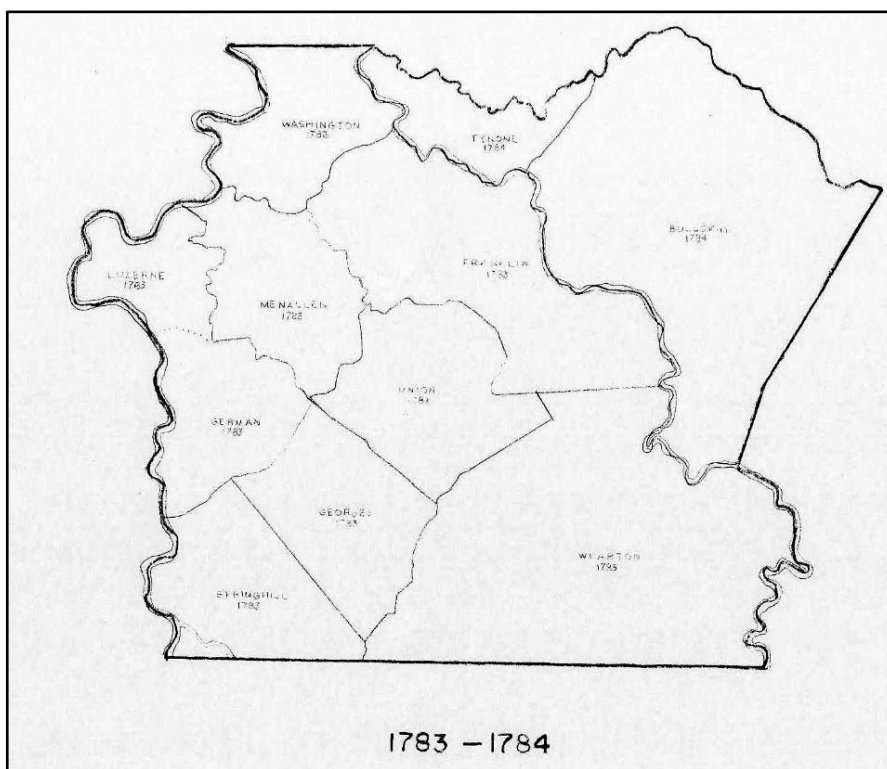 WASHINGTON
1783
TYRONE
1784
BULLSKIN
1784
FRANKLIN
1783
LUZERNE
1783
MENALLEN
1783
UNION
1783
GERMAN
1783
GEORGES
1783
WHARTON
1783
SPRINGHILL
1783
1783 – 1784